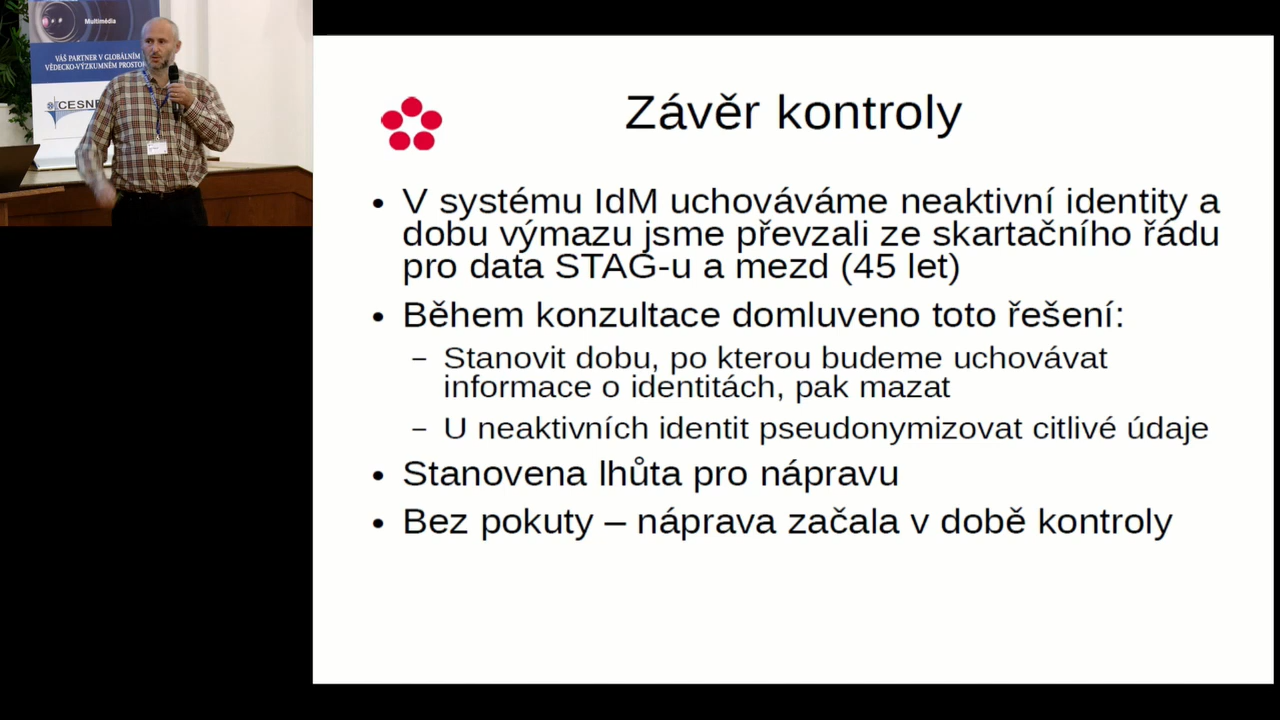 Multimédia
VÁŠ PARTNER V GLOBÁLNÍM
VĚDECKO-VÝZKUMNÉM
Závěr kontroly
• V systému IdM uchováváme neaktivní identity a
dobu výmazu jsme převzali ze skartačního řádu
pro data STAG-u a mezd (45 let)
• Během konzultace domluveno toto řešení:
– Stanovit dobu, po kterou budeme uchovávat
informace o identitách, pak mazat
– U neaktivních identit pseudonymizovat citlivé údaje
• Stanovena lhůta pro nápravu
• Bez pokuty – náprava začala v době kontroly